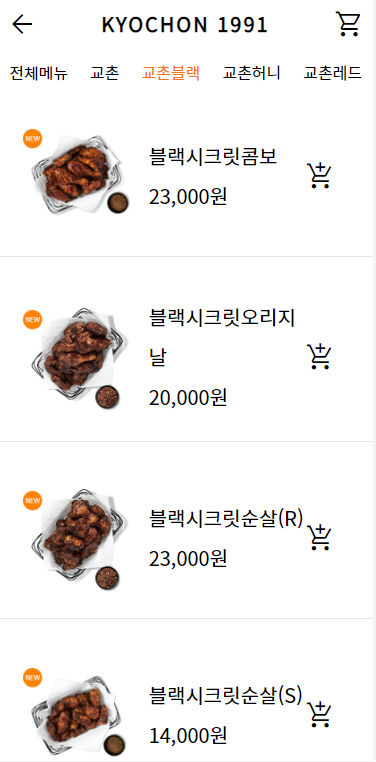 KYOCHON 1991
전체메뉴 교촌 교촌블랙 교촌허니 교촌레드
NEW
블랙시크릿콤보
23,000원
NEW
블랙시크릿오리지
날
20,000원
NEW
블랙시크릿순살(R)
23,000원
NEW
블랙시크릿순살(S)
14,000원